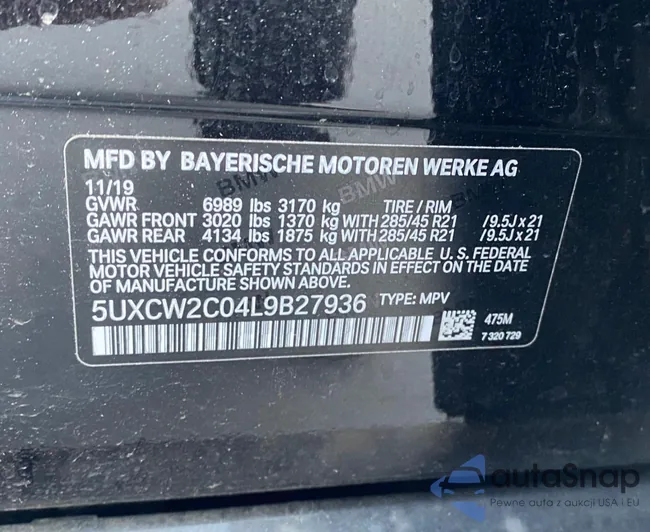 MFD BY BAYERISCHE MOTOREN WERKE AG
11/19
GVWR 6989 lbs 3170 kg TIRE / RIM
GAWR FRONT 3020 lbs 1370 kg WITH 285/45 R21 /9.5J x 21
GAWR REAR 4134 lbs 1875 kg WITH 285/45 R21 /9.5J x 21
THIS VEHICLE CONFORMS TO ALL APPLICABLE U. S. FEDERAL
MOTOR VEHICLE SAFETY STANDARDS IN EFFECT ON THE DATE
OF MANUFACTURE SHOWN ABOVE.
5UXCW2C04L9B27936 TYPE: MPV
475M
7 320 729
autoSnap
Pewne auta z aukcji USA i EU